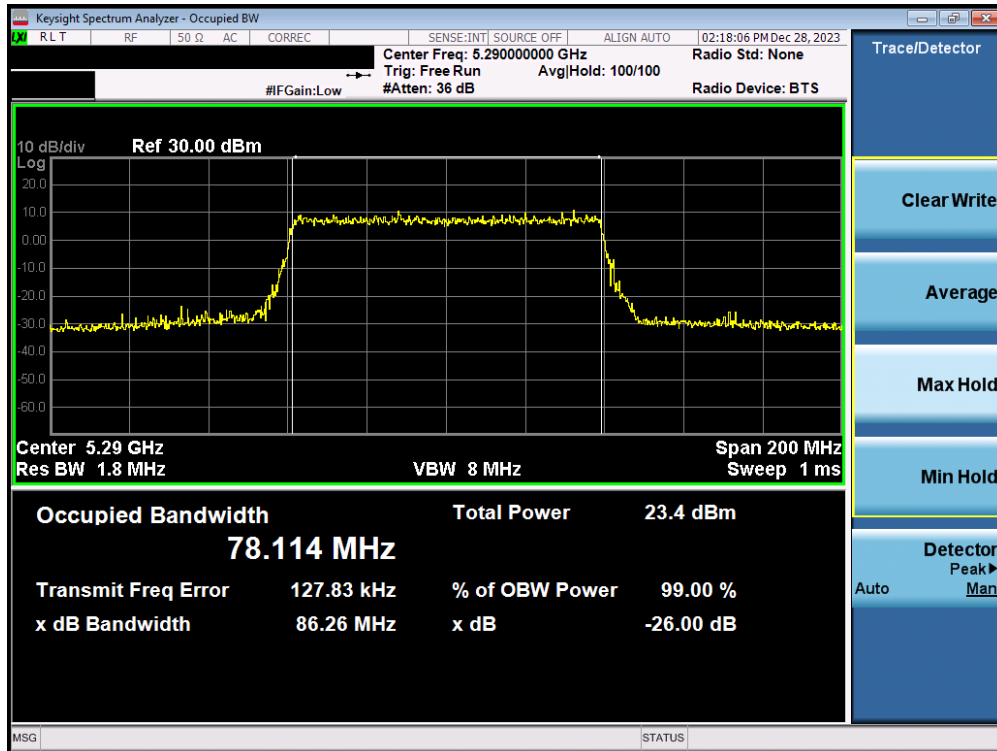 Keysight Spectrum Analyzer - Occupied BW
LXI RLT RF 50 Ω AC CORREC SENSE:INT SOURCE OFF ALIGN AUTO 02:18:06 PM Dec 28, 2023
Center Freq: 5.290000000 GHz Radio Std: None
Trig: Free Run Avg|Hold: 100/100
#IFGain:Low #Atten: 36 dB Radio Device: BTS
Trace/Detector
10 dB/div Ref 30.00 dBm
Log
20.0
10.0
0.00
-10.0
-20.0
-30.0
-40.0
-50.0
-60.0
Center 5.29 GHz Span 200 MHz
Res BW 1.8 MHz VBW 8 MHz Sweep 1 ms
Occupied Bandwidth Total Power 23.4 dBm
78.114 MHz
Transmit Freq Error 127.83 kHz % of OBW Power 99.00 %
x dB Bandwidth 86.26 MHz x dB -26.00 dB
Clear Write
Average
Max Hold
Min Hold
Detector
Peak▶
Auto Man
MSG STATUS